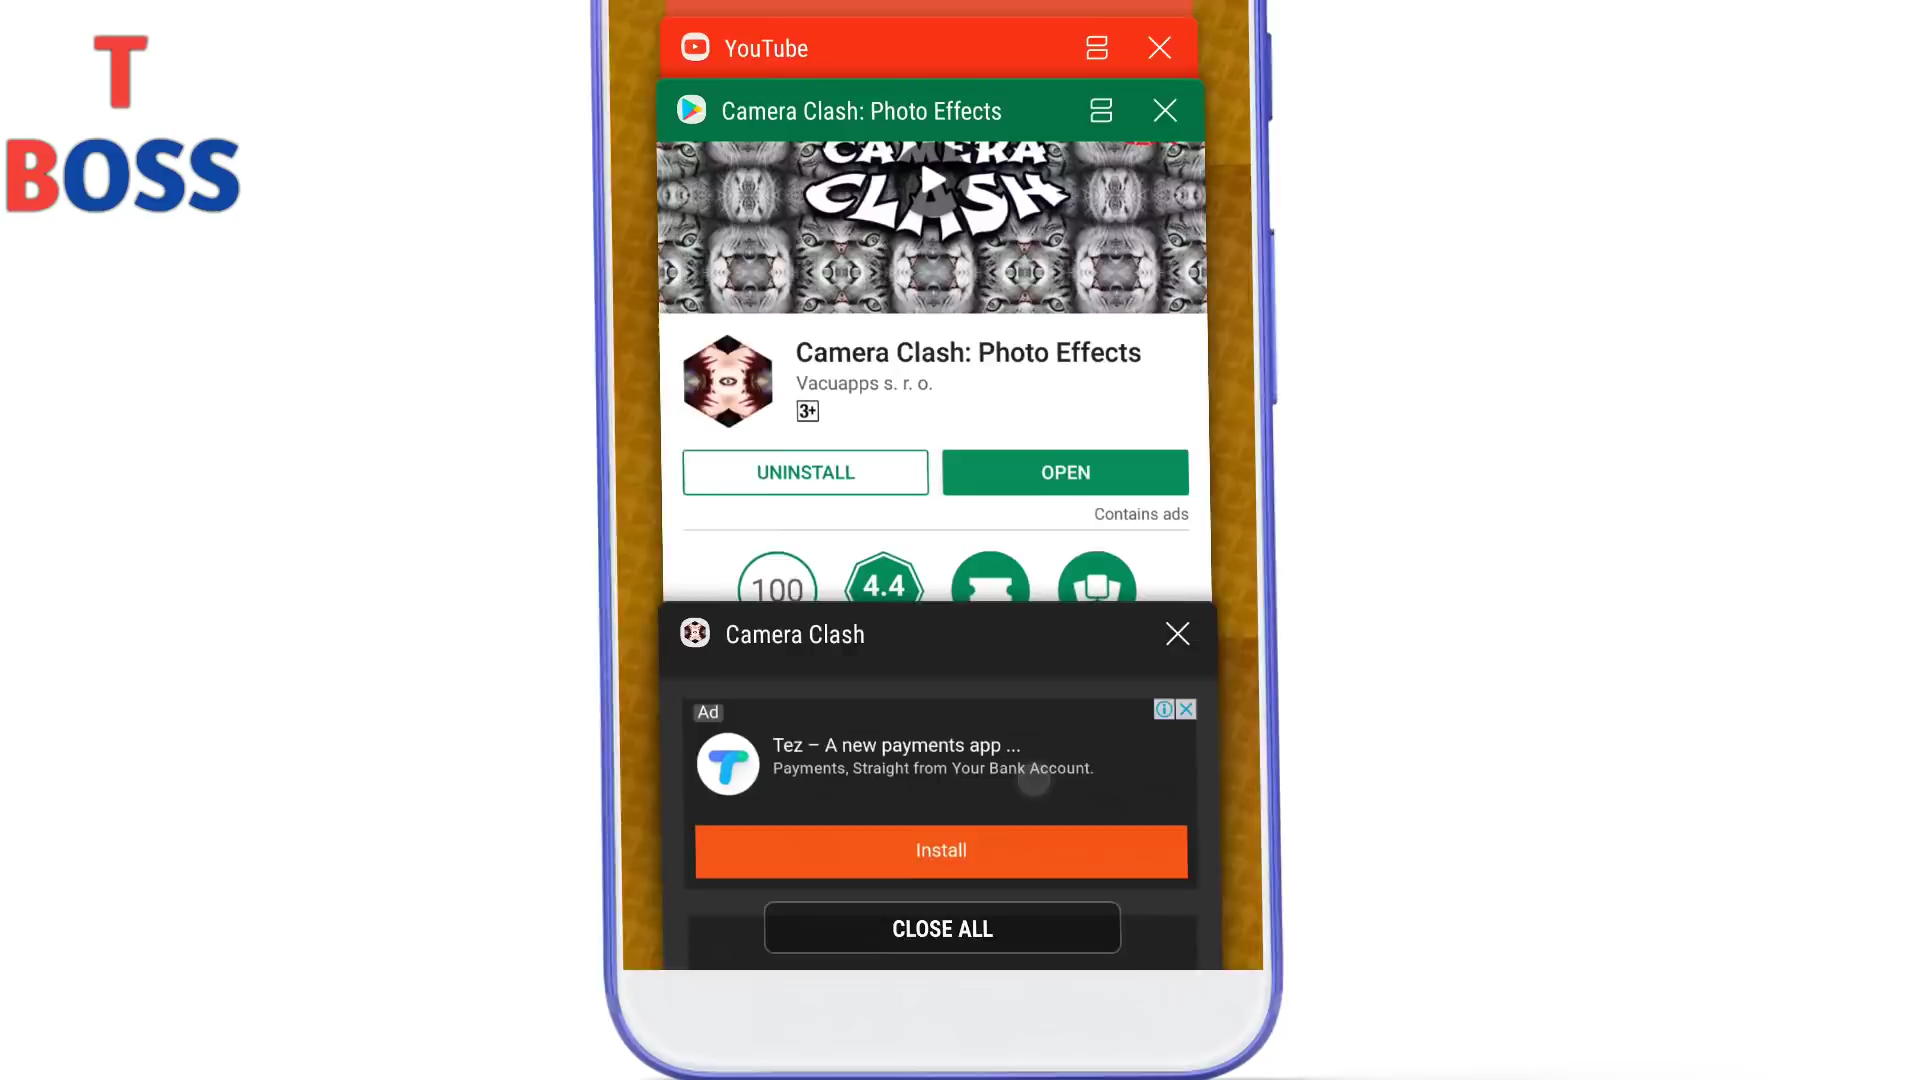 T
BOSS
YouTube
Camera Clash: Photo Effects
CAMERA
CLASH
Camera Clash: Photo Effects
Vacuapps s. r. o.
3+
UNINSTALL
OPEN
Contains ads
100
4.4
Camera Clash
Ad
Tez – A new payments app ...
Payments, Straight from Your Bank Account.
Install
CLOSE ALL